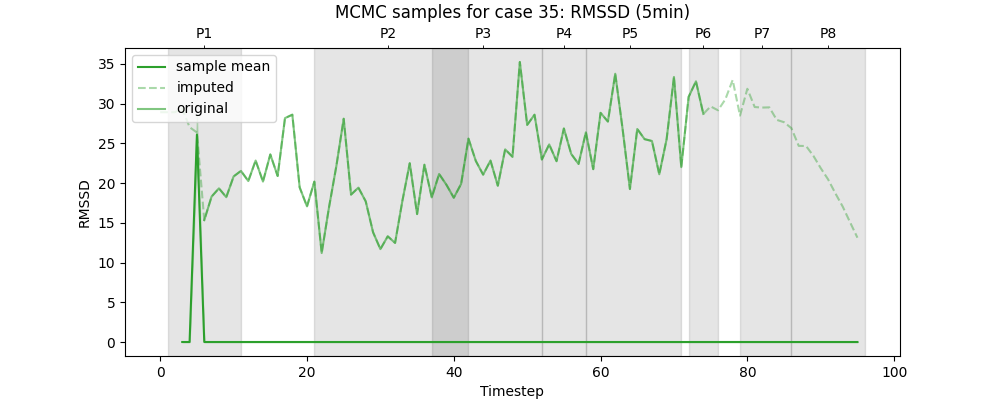 MCMC samples for case 35: RMSSD (5min)
P1 P2 P3 P4 P5 P6 P7 P8
sample mean
imputed
original
RMSSD
35
30
25
20
15
10
5
0
0 20 40 60 80 100
Timestep